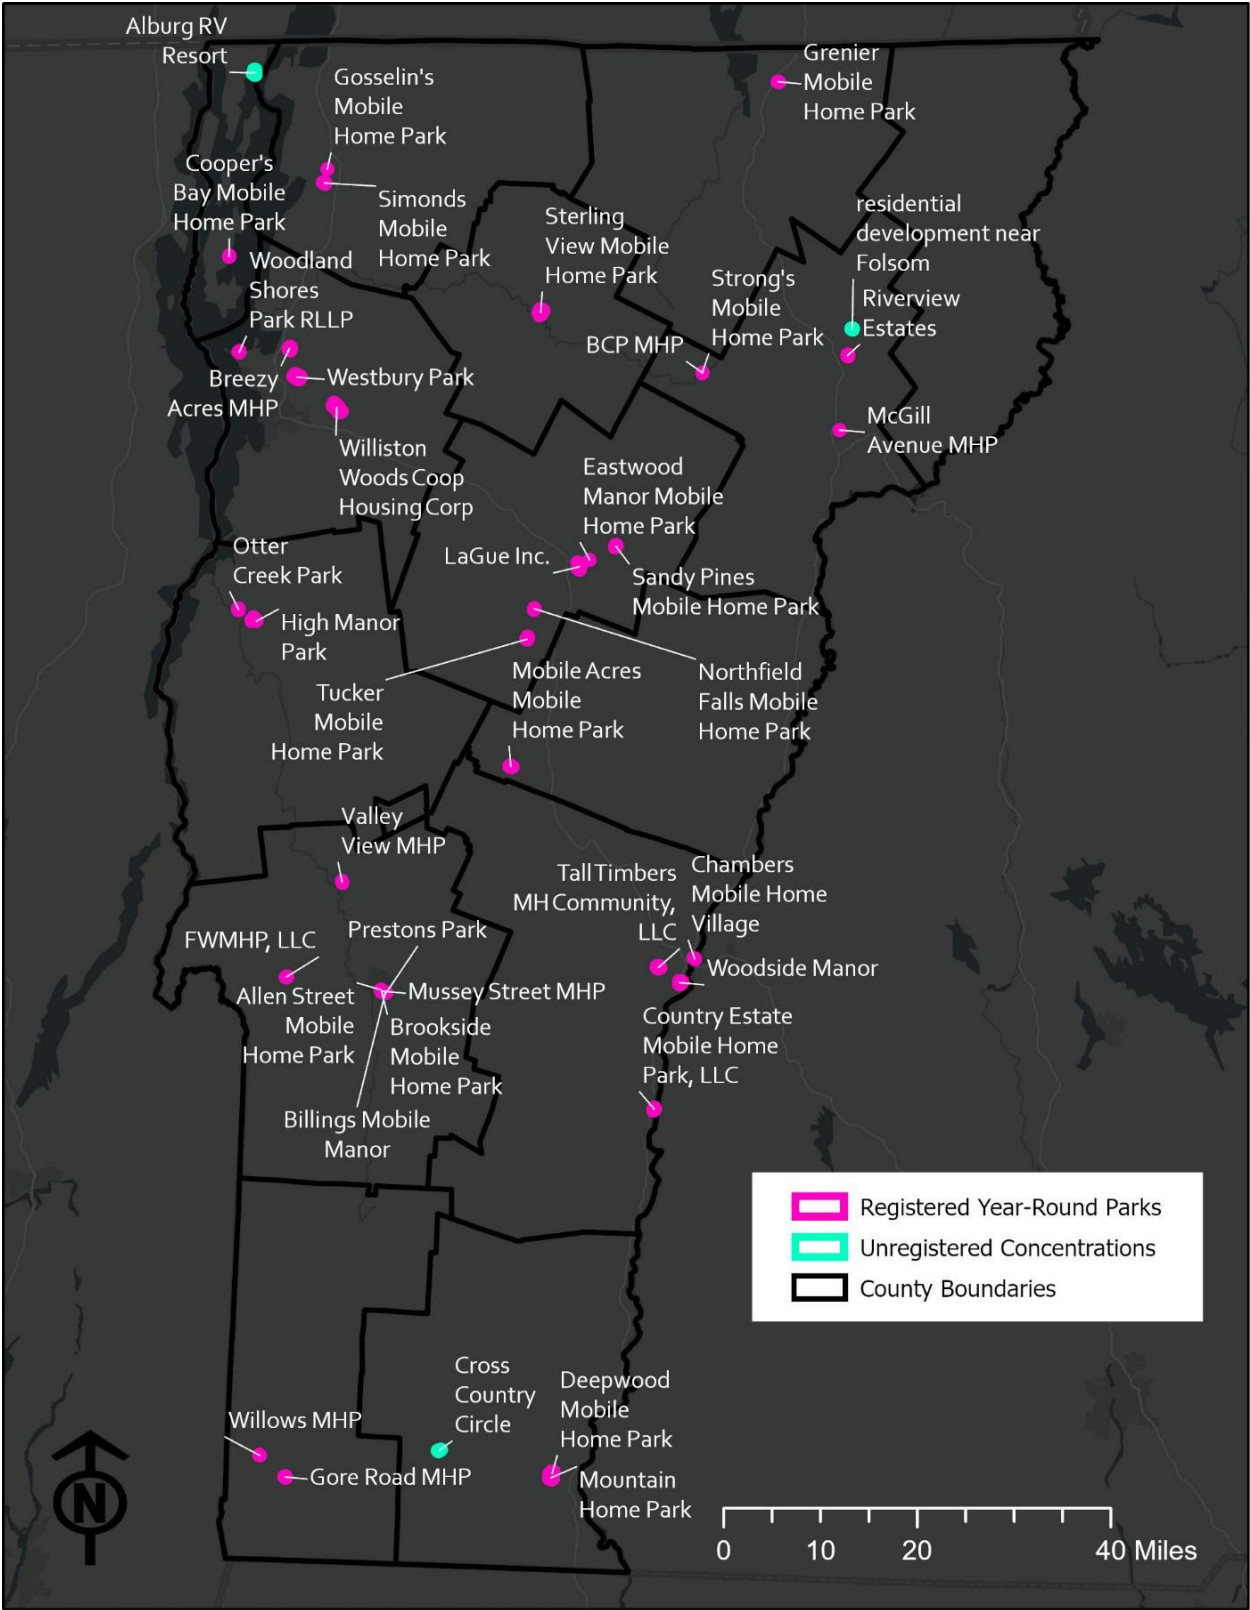 Alburg RV
Resort
Gosselin's
Mobile
Home Park
Grenier
Mobile
Home Park
Cooper's
Bay Mobile
Home Park
Simonds
Mobile
Home Park
Sterling
View Mobile
Home Park
residential
development near
Folsom
Woodland
Shores
Park RLLP
Strong's
Mobile
Home Park
Riverview
Estates
BCP MHP
Breezy
Acres MHP
Westbury Park
McGill
Avenue MHP
Williston
Woods Coop
Housing Corp
Eastwood
Manor Mobile
Home Park
Otter
Creek Park
LaGue Inc.
Sandy Pines
Mobile Home Park
High Manor
Park
Tucker
Mobile
Home Park
Mobile Acres
Mobile
Home Park
Northfield
Falls Mobile
Home Park
Valley
View MHP
Tall Timbers
MH Community,
LLC
Chambers
Mobile Home
Village
Prestons Park
FWMHP, LLC
Woodside Manor
Allen Street
Mobile
Home Park
Mussey Street MHP
Brookside
Mobile
Home Park
Country Estate
Mobile Home
Park, LLC
Billings Mobile
Manor
Registered Year-Round Parks
Unregistered Concentrations
County Boundaries
Cross
Country
Circle
Deepwood
Mobile
Home Park
Willows MHP
Gore Road MHP
Mountain
Home Park
N
0 10 20 40 Miles